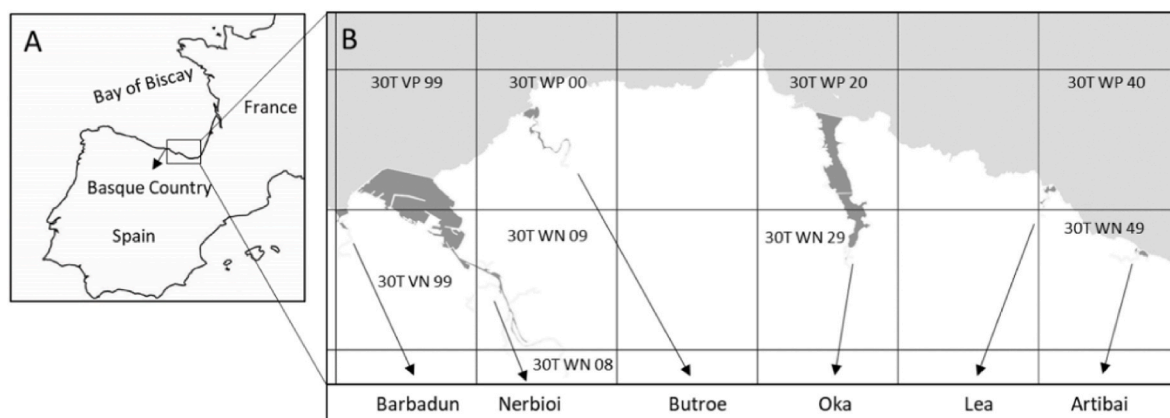 A
Bay of Biscay
France
Basque Country
Spain
B
30T VP 99
30T WP 00
30T WP 20
30T WP 40
30T WN 09
30T WN 29
30T WN 49
30T VN 99
30T WN 08
Barbadun
Nerbioi
Butroe
Oka
Lea
Artibai